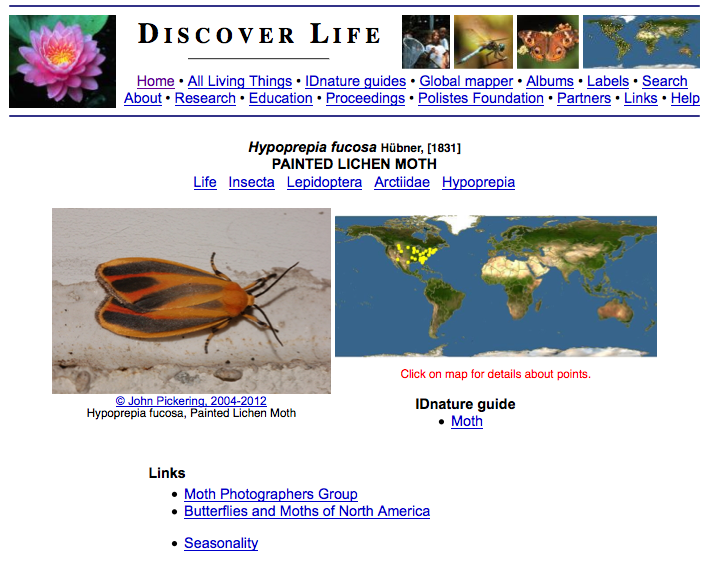 DISCOVER LIFE
Home • All Living Things • IDnature guides • Global mapper • Albums • Labels • Search
About • Research • Education • Proceedings • Polistes Foundation • Partners • Links • Help
Hypoprepia fucosa Hübner, [1831]
PAINTED LICHEN MOTH
Life Insecta Lepidoptera Arctiidae Hypoprepia
© John Pickering, 2004-2012
Hypoprepia fucosa, Painted Lichen Moth
Click on map for details about points.
IDnature guide
• Moth
Links
• Moth Photographers Group
• Butterflies and Moths of North America
• Seasonality